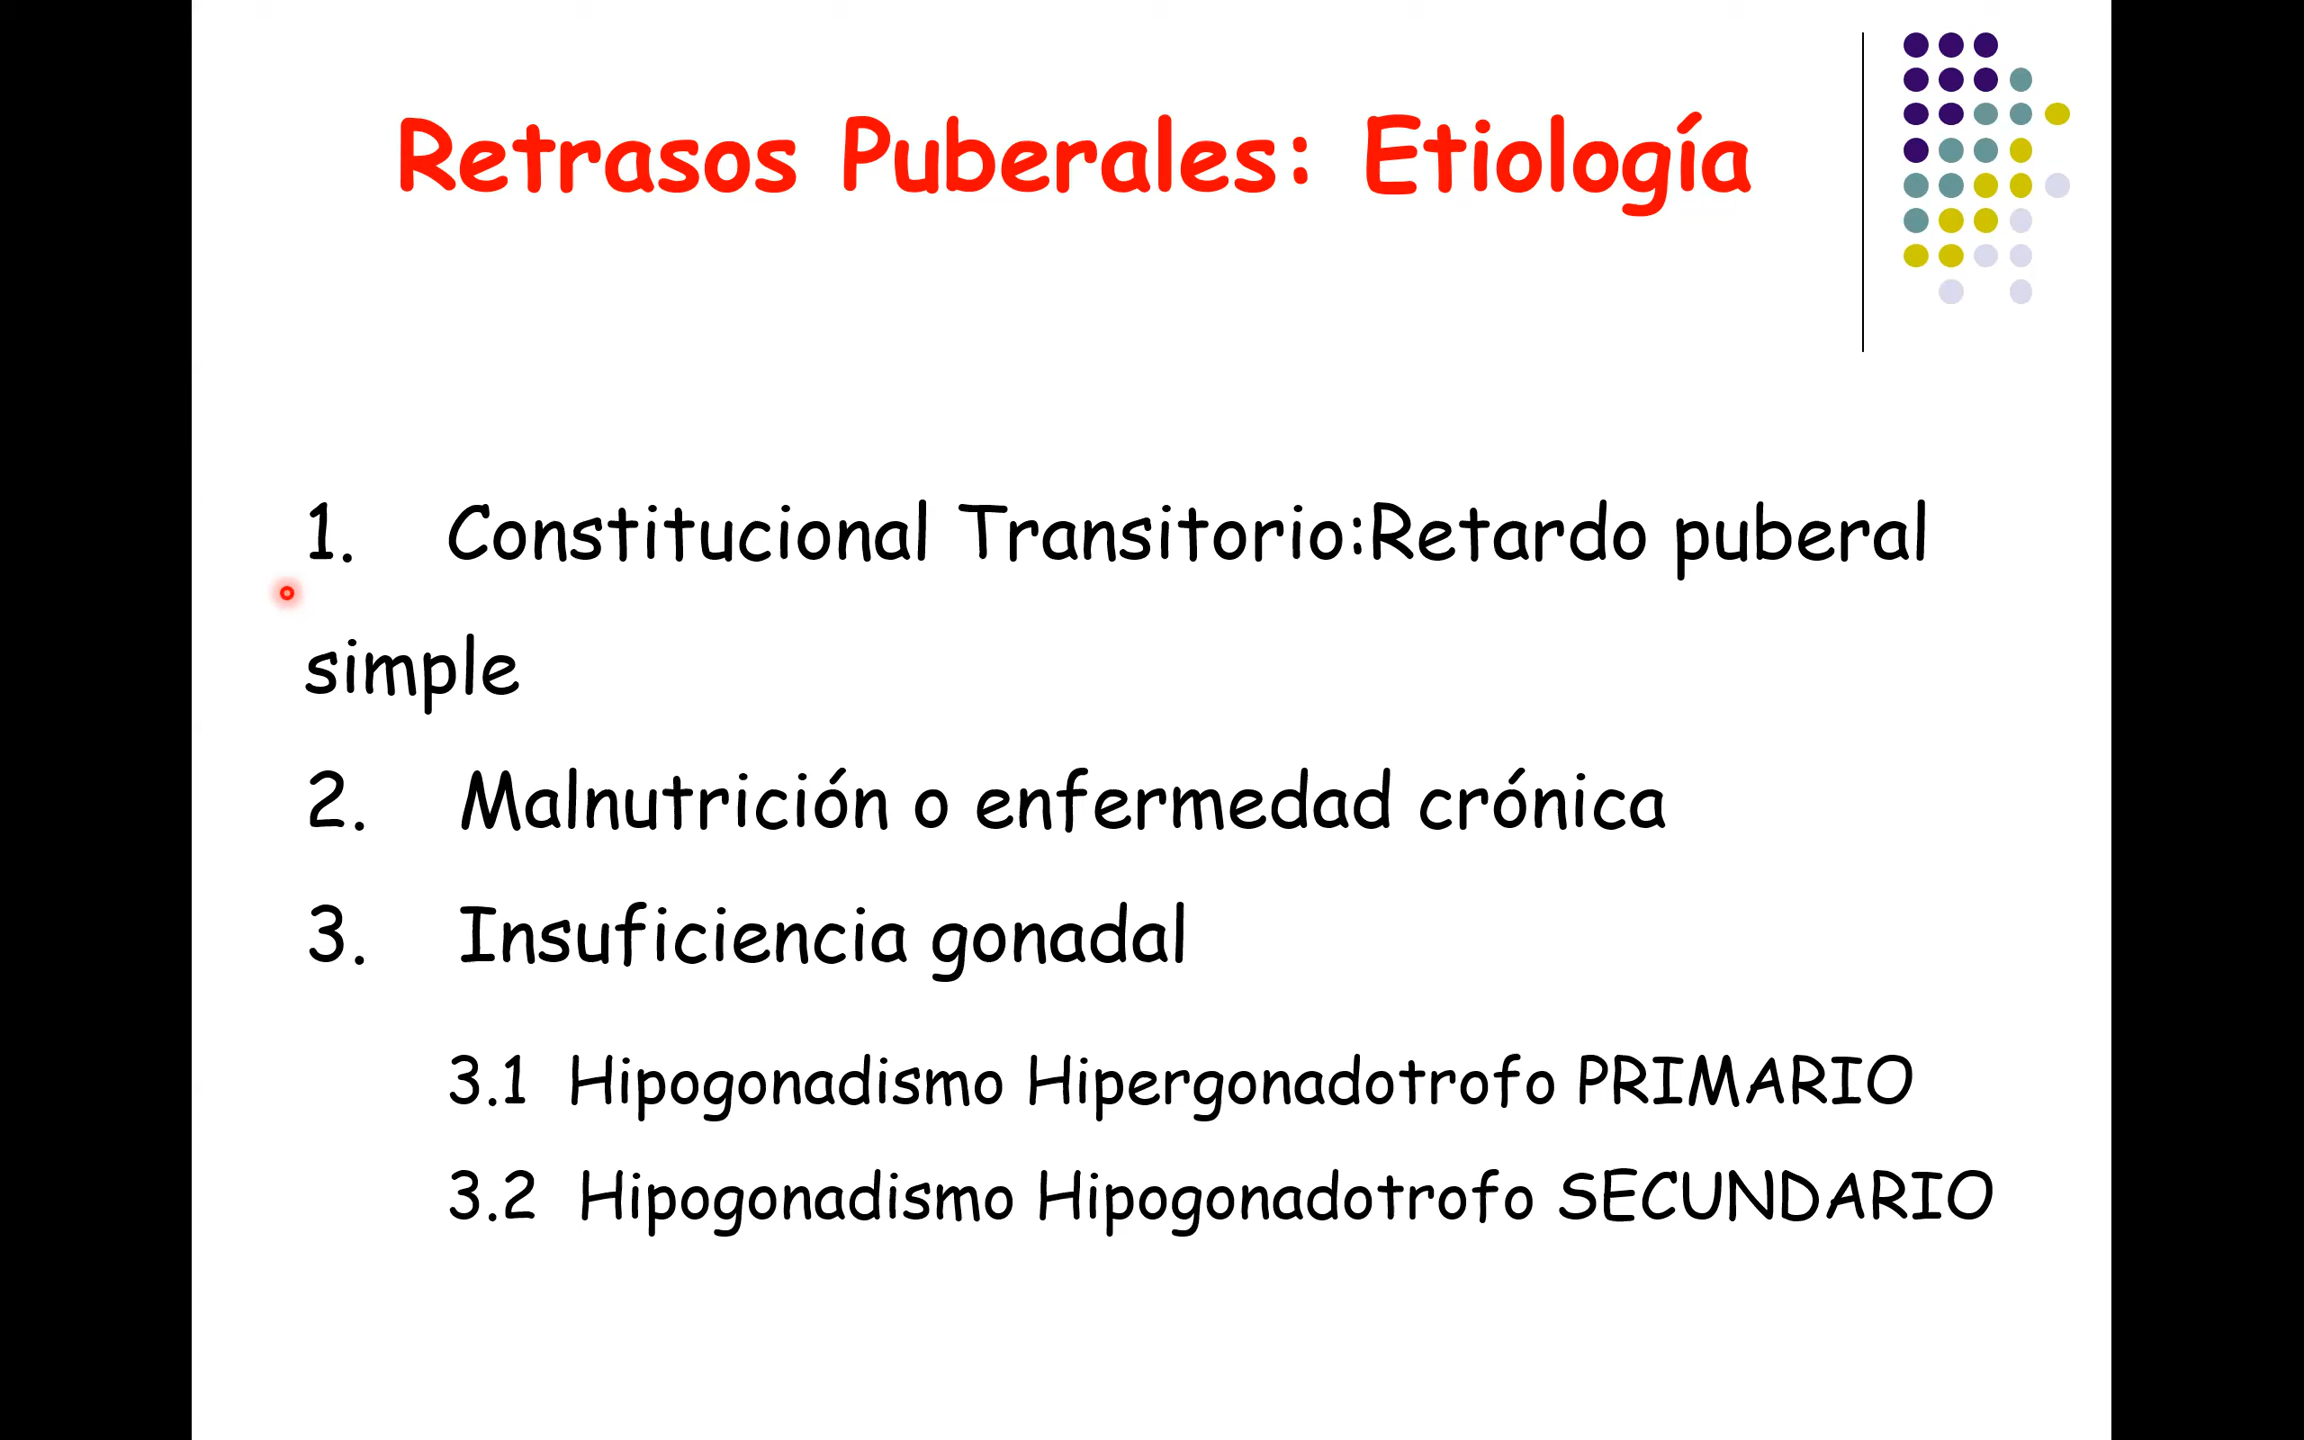 Retrasos Puberales: Etiología
1. Constitucional Transitorio:Retardo puberal
simple
2. Malnutrición o enfermedad crónica
3. Insuficiencia gonadal
3.1 Hipogonadismo Hipergonadotrofo PRIMARIO
3.2 Hipogonadismo Hipogonadotrofo SECUNDARIO